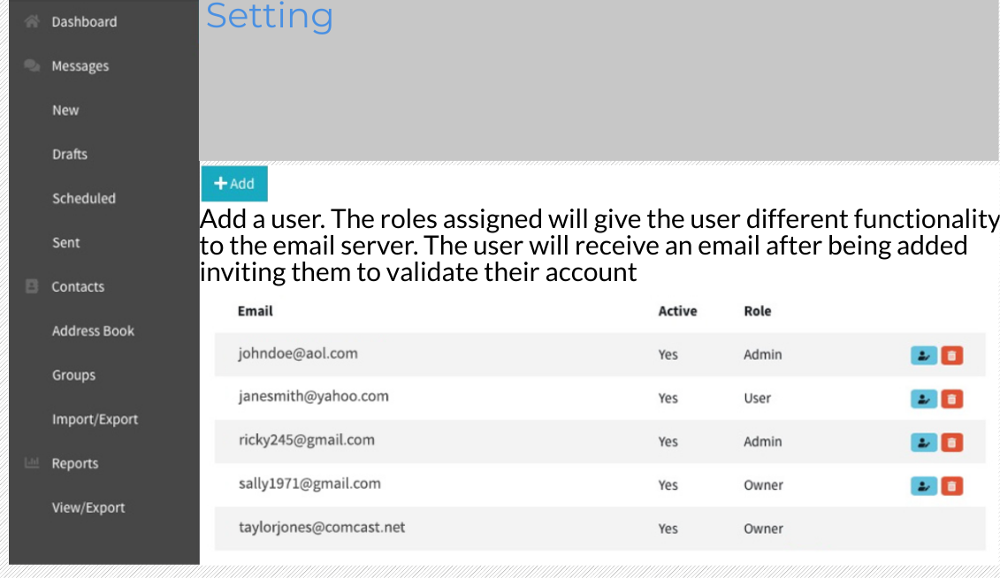 Dashboard
Messages
New
Drafts
Scheduled
Sent
Contacts
Address Book
Groups
Import/Export
Reports
View/Export
Setting
Add
Add a user. The roles assigned will give the user different functionality
to the email server. The user will receive an email after being added
inviting them to validate their account
Email Active Role
johndoe@aol.com Yes Admin
janesmith@yahoo.com Yes User
ricky245@gmail.com Yes Admin
sally1971@gmail.com Yes Owner
taylorjones@comcast.net Yes Owner